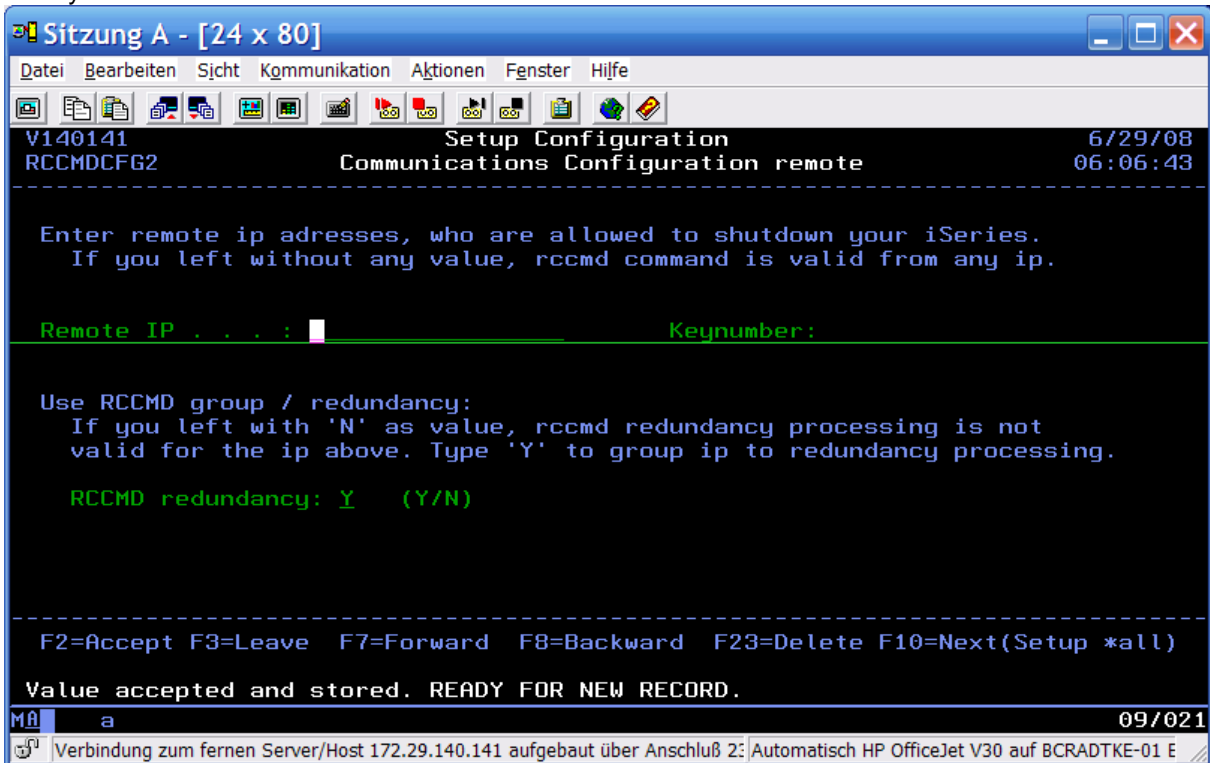 Sitzung A - [24 x 80]
Datei Bearbeiten Sicht Kommunikation Aktionen Fenster Hilfe
V140141 Setup Configuration 6/29/08
RCCMDCFG2 Communications Configuration remote 06:06:43
Enter remote ip adresses, who are allowed to shutdown your iSeries.
If you left without any value, rccmd command is valid from any ip.
Remote IP . . . : Keynumber:
Use RCCMD group / redundancy:
If you left with 'N' as value, rccmd redundancy processing is not
valid for the ip above. Type 'Y' to group ip to redundancy processing.
RCCMD redundancy: Y (Y/N)
F2=Accept F3=Leave F7=Forward F8=Backward F23=Delete F10=Next(Setup *all)
Value accepted and stored. READY FOR NEW RECORD.
MA a 09/021
Verbindung zum fernen Server/Host 172.29.140.141 aufgebaut über Anschluß 23 Automatisch HP OfficeJet V30 auf BCRADTKE-01 E